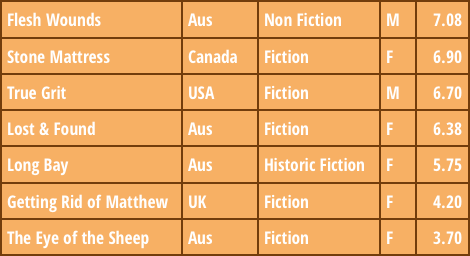 Flesh Wounds Aus Non Fiction M 7.08
Stone Mattress Canada Fiction F 6.90
True Grit USA Fiction M 6.70
Lost & Found Aus Fiction F 6.38
Long Bay Aus Historic Fiction F 5.75
Getting Rid of Matthew UK Fiction F 4.20
The Eye of the Sheep Aus Fiction F 3.70